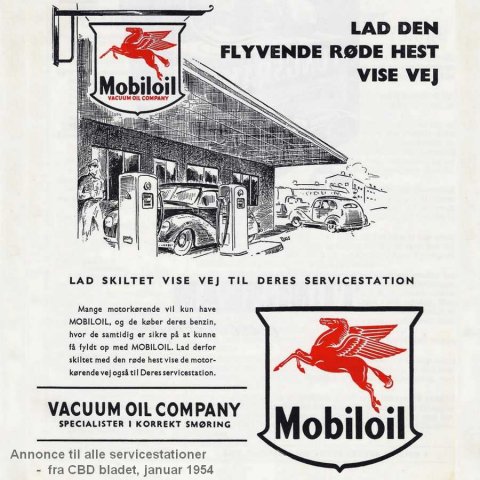 LAD DEN
FLYVENDE RØDE HEST
VISE VEJ
Mobiloil
VACUUM OIL COMPANY
LAD SKILTET VISE VEJ TIL DERES SERVICESTATION
Mange motorkørende vil kun have
MOBILOIL, og de køber deres benzin,
hvor de samtidig er sikre på at kunne
få fyldt op med MOBILOIL. Lad derfor
skiltet med den røde hest vise de motor-
kørende vej også til Deres servicestation.
VACUUM OIL COMPANY
SPECIALISTER I KORREKT SMØRING
Mobiloil
Annonce til alle servicestationer
- fra CBD bladet, januar 1954